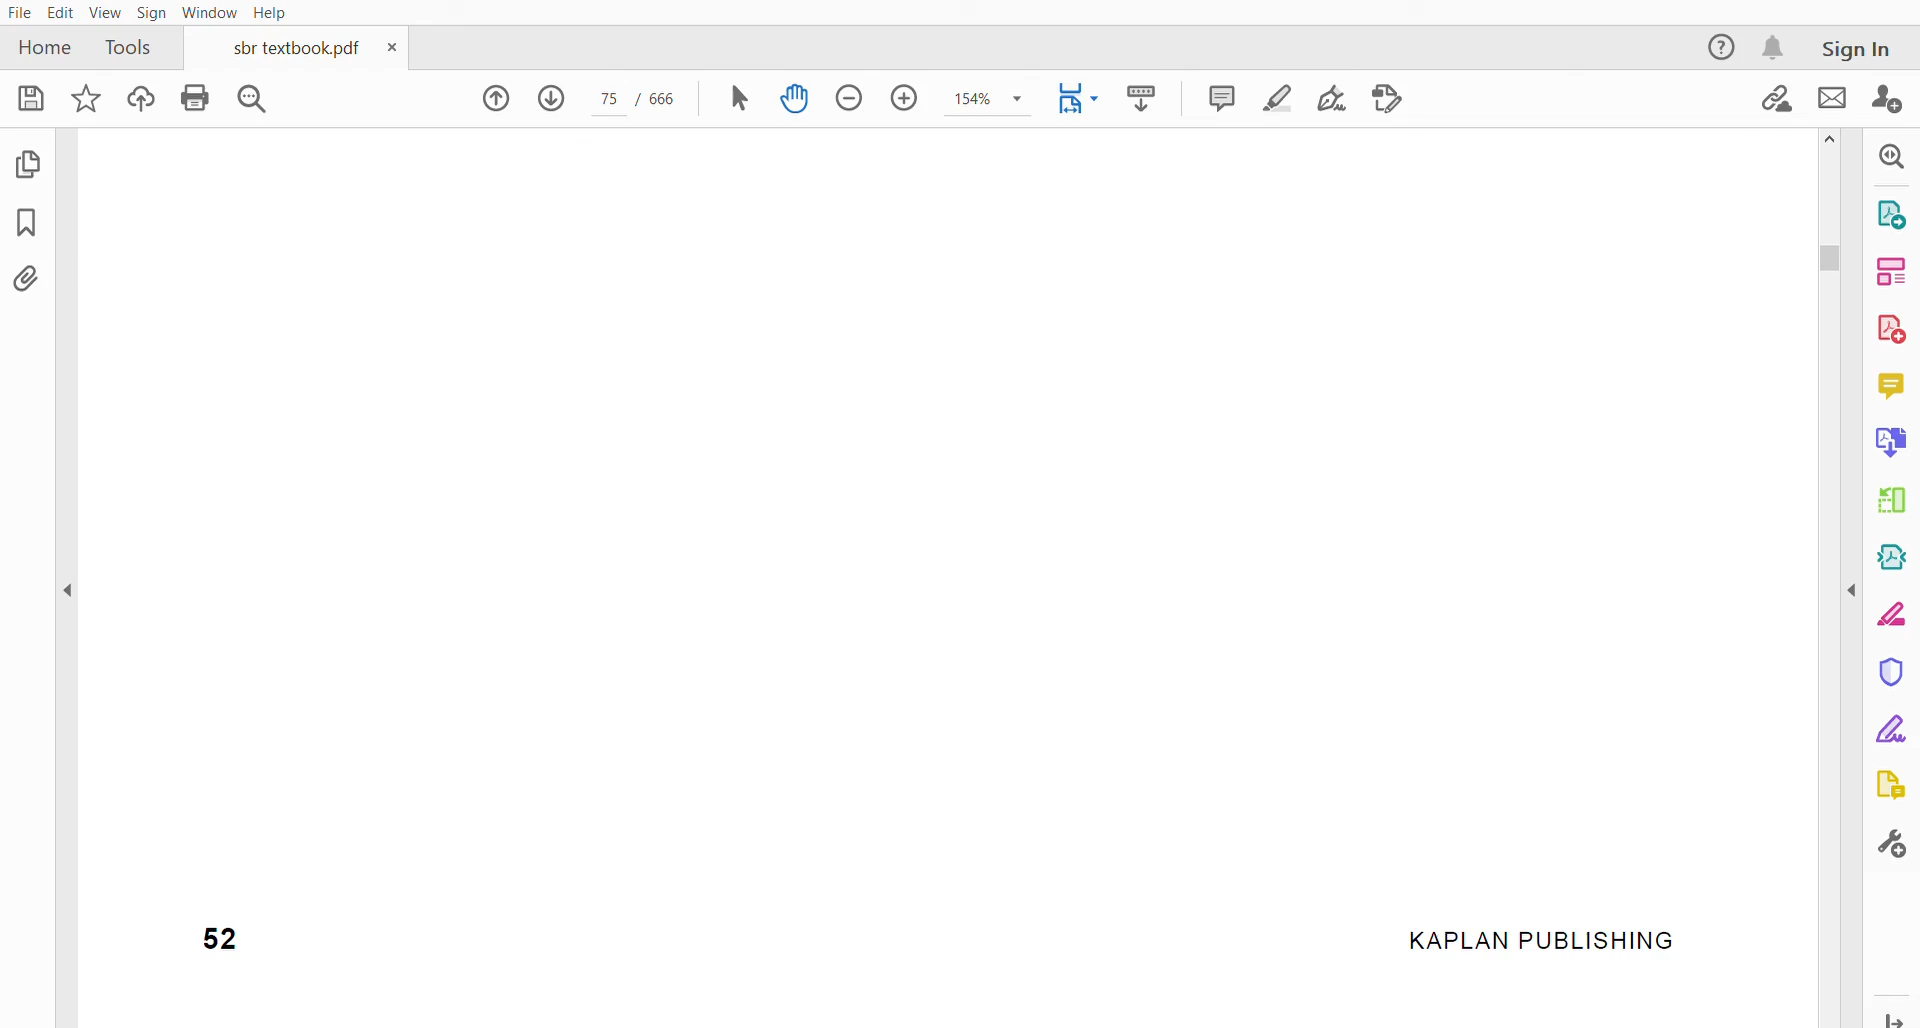 File Edit View Sign Window Help
Home Tools sbr textbook.pdf × Sign In
75 / 666 154%
52 KAPLAN PUBLISHING